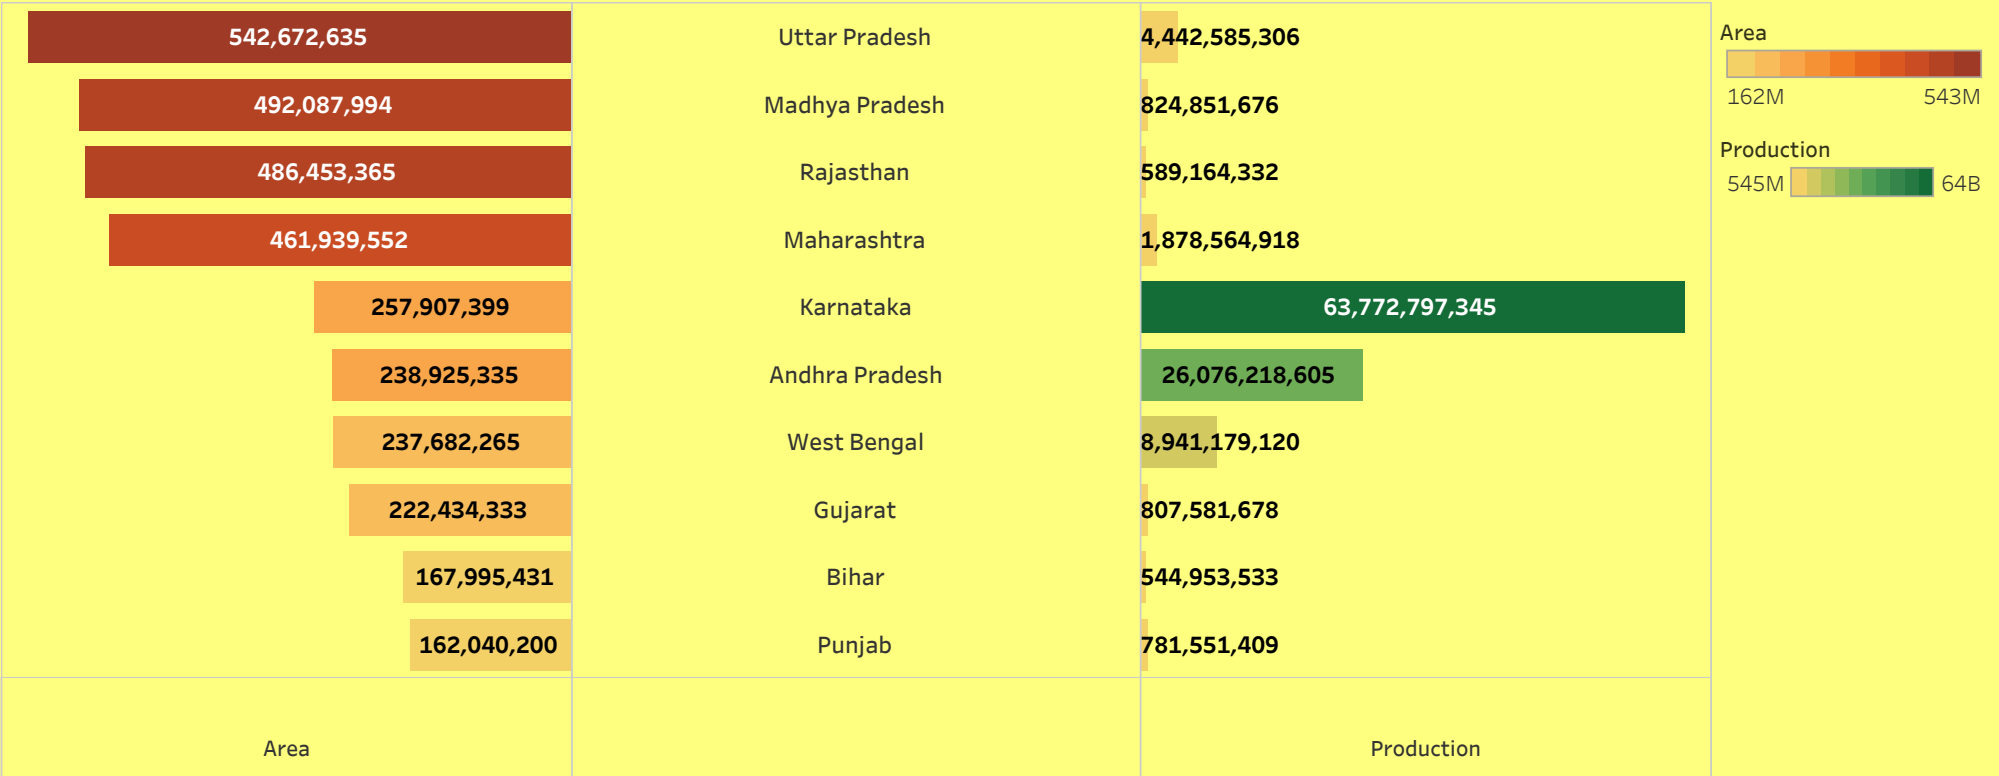 542,672,635 Uttar Pradesh 4,442,585,306
492,087,994 Madhya Pradesh 824,851,676
486,453,365 Rajasthan 589,164,332
461,939,552 Maharashtra 1,878,564,918
257,907,399 Karnataka 63,772,797,345
238,925,335 Andhra Pradesh 26,076,218,605
237,682,265 West Bengal 8,941,179,120
222,434,333 Gujarat 807,581,678
167,995,431 Bihar 544,953,533
162,040,200 Punjab 781,551,409
Area Production
Area
162M 543M
Production
545M 64B